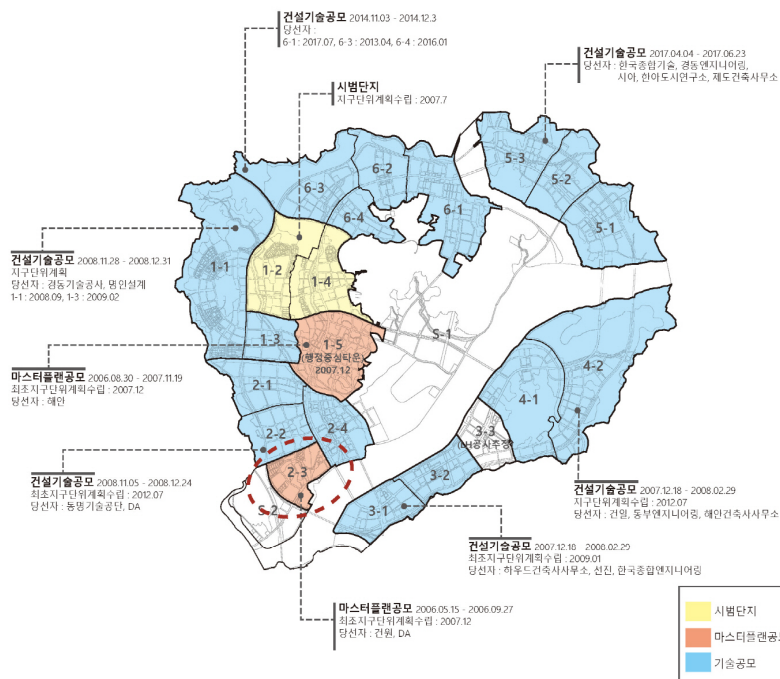 건설기술공모 2014.11.03 - 2014.12.3
당선자 :
6-1 : 2017.07, 6-3 : 2013.04, 6-4 : 2016.01
건설기술공모 2017.04.04 - 2017.06.23
당선자 : 한국종합기술, 경동엔지니어링,
시아, 한아도시연구소, 제도건축사사무소
시범단지
지구단위계획수립 : 2007.7
5-3
5-2
5-1
6-2
6-3
6-4
6-1
1-1
1-2
1-4
건설기술공모 2008.11.28 - 2008.12.31
지구단위계획
당선자 : 경동기술공사, 명인설계
1-1 : 2008.09, 1-3 : 2009.02
S-1
1-3
1-5
(행정중심타운)
2007.12
마스터플랜공모 2006.08.30 - 2007.11.19
최초지구단위계획수립 : 2007.12
당선자 : 해안
2-1
2-4
2-2
4-2
4-1
3-3
(LH공사추정)
3-2
3-1
2-3
S-2
건설기술공모 2008.11.05 - 2008.12.24
최초지구단위계획수립 : 2012.07
당선자 : 동명기술공단, DA
건설기술공모 2007.12.18 - 2008.02.29
지구단위계획수립 : 2012.07
당선자 : 건일, 동부엔지니어링, 해안건축사사무소
건설기술공모 2007.12.18 - 2008.02.29
최초지구단위계획수립 : 2009.01
당선자 : 하우드건축사사무소, 선진, 한국종합엔지니어링
마스터플랜공모 2006.05.15 - 2006.09.27
최초지구단위계획수립 : 2007.12
당선자 : 건원, DA
시범단지
마스터플랜공
기술공모